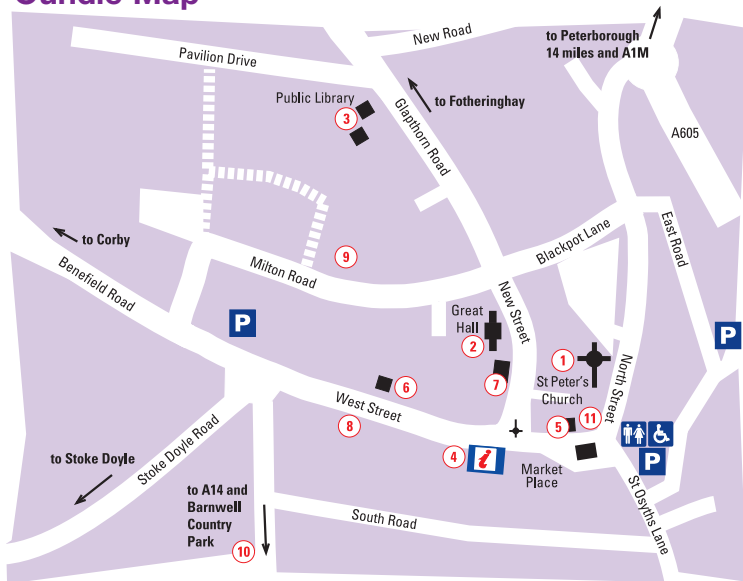 Oundle Map
New Road
to Peterborough
14 miles and A1M
Pavilion Drive
Public Library
3
to Fotheringhay
Glapthorn Road
A605
to Corby
Benefield Road
9
Milton Road
Blackpot Lane
East Road
New Street
P
Great
Hall
2
1
P
7
St Peter's
Church
North Street
6
West Street
8
5
11
4
i
Market
Place
P
to Stoke Doyle
Stoke Doyle Road
to A14 and
Barnwell
Country
Park
10
South Road
St Osyths Lane